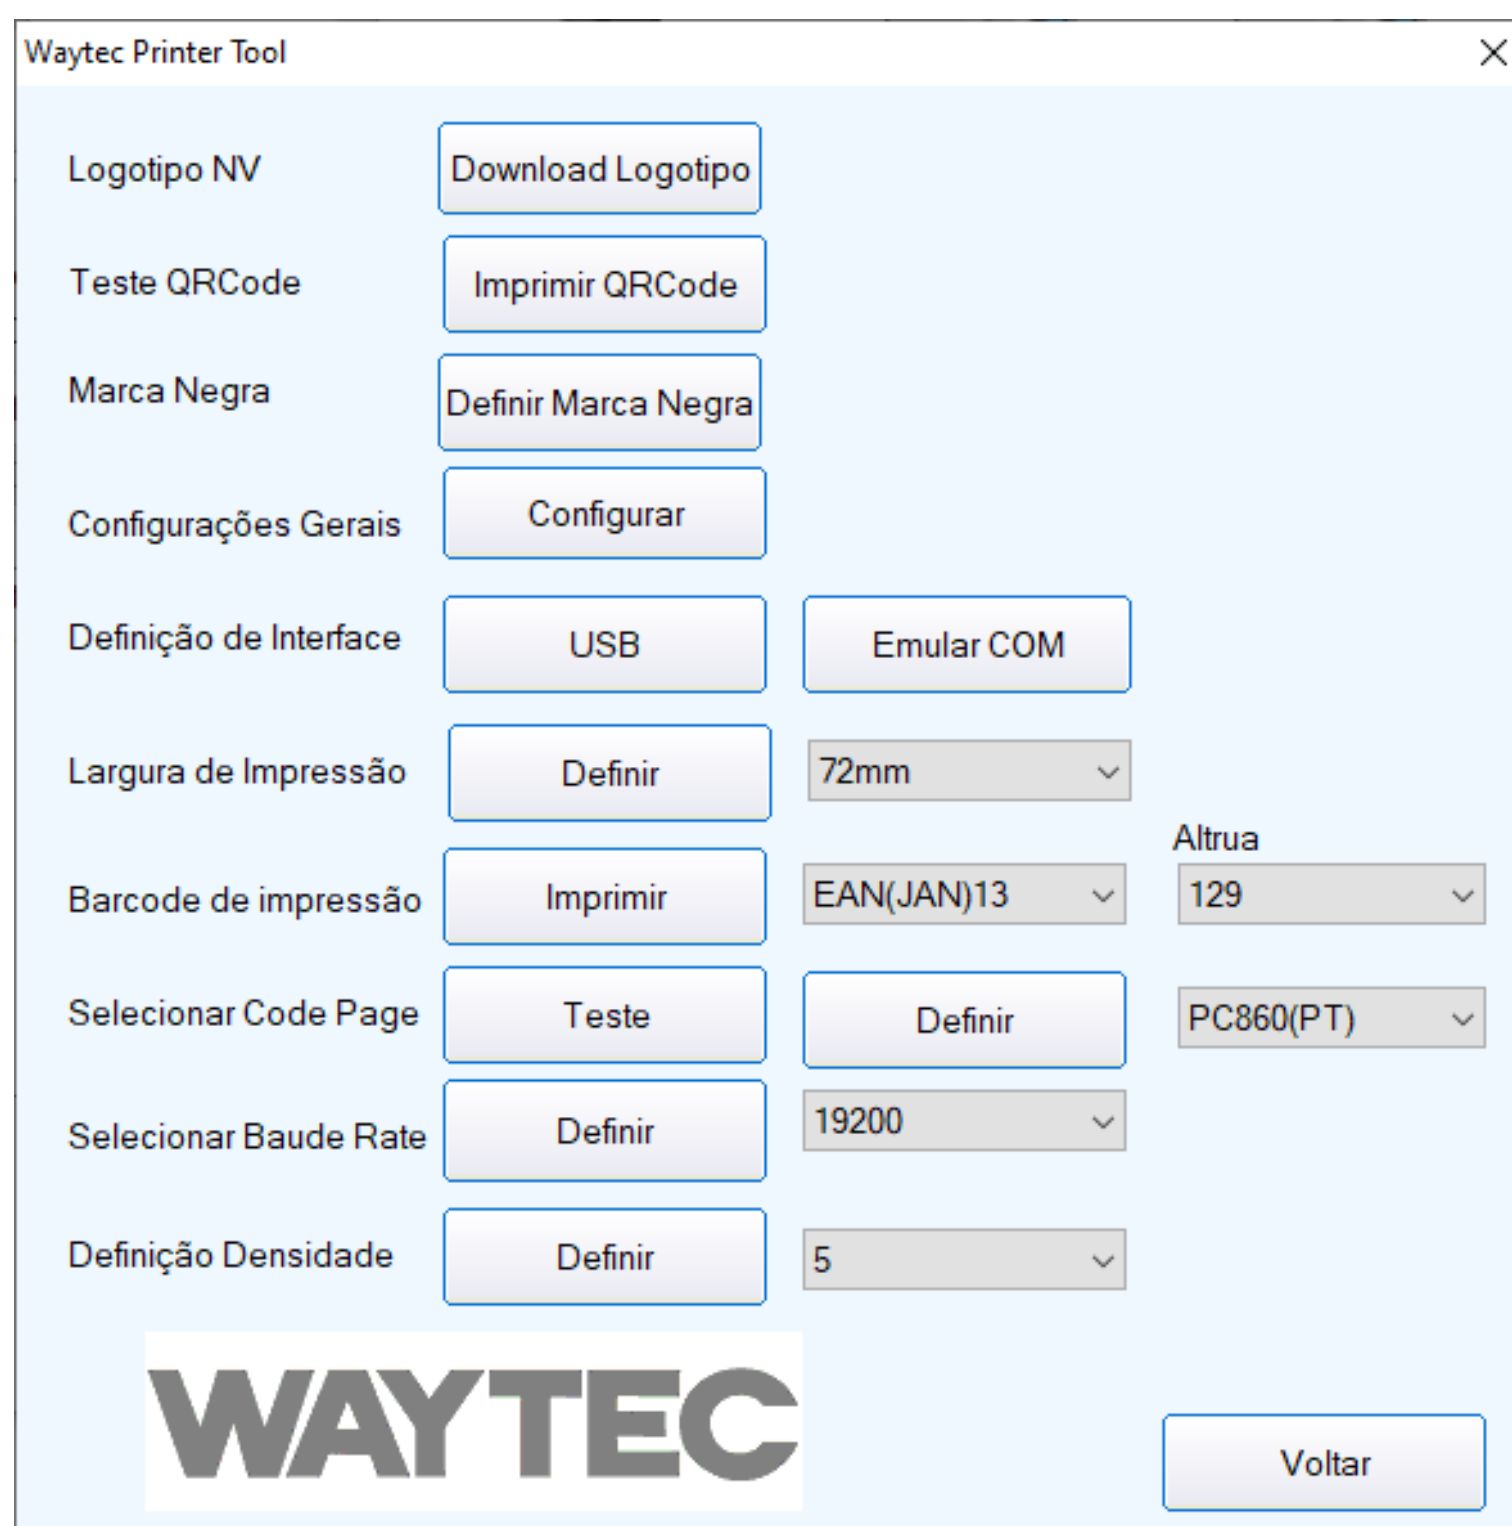 Waytec Printer Tool
Logotipo NV Download Logotipo
Teste QRCode Imprimir QRCode
Marca Negra Definir Marca Negra
Configurações Gerais Configurar
Definição de Interface USB Emular COM
Largura de Impressão Definir 72mm
Altrua
Barcode de impressão Imprimir EAN(JAN)13 129
Selecionar Code Page Teste Definir PC860(PT)
Selecionar Baude Rate Definir 19200
Definição Densidade Definir 5
WAYTEC
Voltar